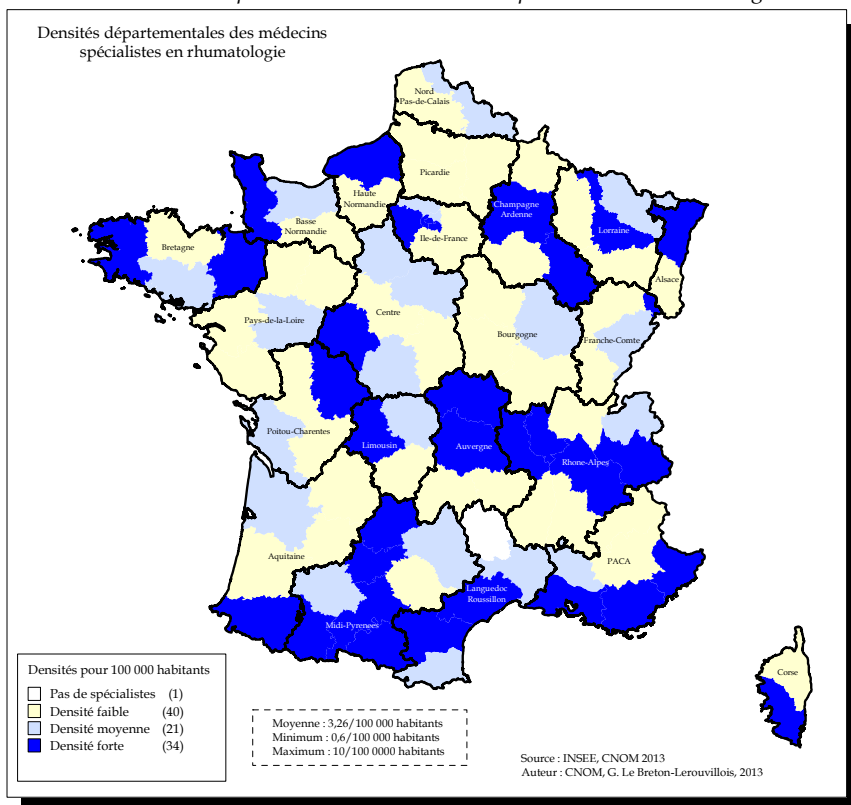 Densités départementales des médecins
spécialistes en rhumatologie
Nord
Pas-de-Calais
Picardie
Haute
Normandie
Basse
Normandie
Champagne
Ardenne
Lorraine
Ile-de-France
Bretagne
Alsace
Pays-de-la-Loire
Centre
Bourgogne
Franche-Comte
Poitou-Charentes
Limousin
Auvergne
Rhone-Alpes
Aquitaine
PACA
Languedoc
Roussillon
Midi-Pyrenees
Corse
Densités pour 100 000 habitants
Pas de spécialistes (1)
Densité faible (40)
Densité moyenne (21)
Densité forte (34)
Moyenne : 3,26/100 000 habitants
Minimum : 0,6/100 000 habitants
Maximum : 10/100 0000 habitants
Source : INSEE, CNOM 2013
Auteur : CNOM, G. Le Breton-Lerouvillois, 2013